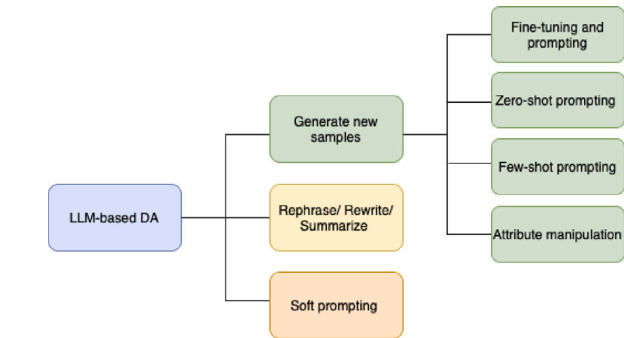 Fine-tuning and
prompting
Zero-shot prompting
Generate new
samples
Few-shot prompting
LLM-based DA
Rephrase/ Rewrite/
Summarize
Attribute manipulation
Soft prompting